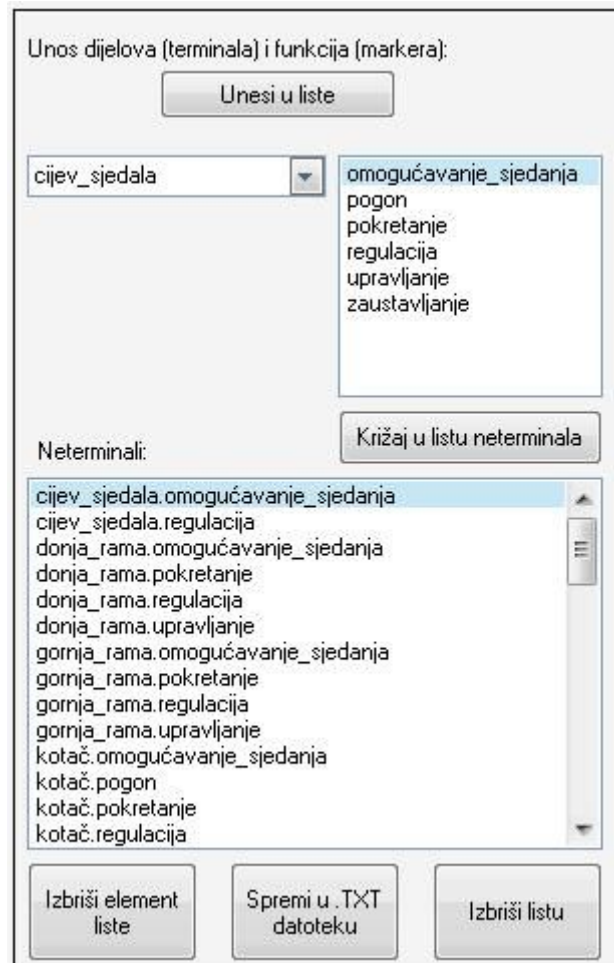 Unos dijelova (terminala) i funkcija (markera):
Unesi u liste
cijev_sjedala
omogućavanje_sjedanja
pogon
pokretanje
regulacija
upravljanje
zaustavljanje
Križaj u listu neterminala
Neterminali:
cijev_sjedala.omogućavanje_sjedanja
cijev_sjedala.regulacija
donja_rama.omogućavanje_sjedanja
donja_rama.pokretanje
donja_rama.regulacija
donja_rama.upravljanje
gornja_rama.omogućavanje_sjedanja
gornja_rama.pokretanje
gornja_rama.regulacija
gornja_rama.upravljanje
kotač.omogućavanje_sjedanja
kotač.pogon
kotač.pokretanje
kotač.regulacija
Izbriši element
liste
Spremi u .TXT
datoteku
Izbriši listu